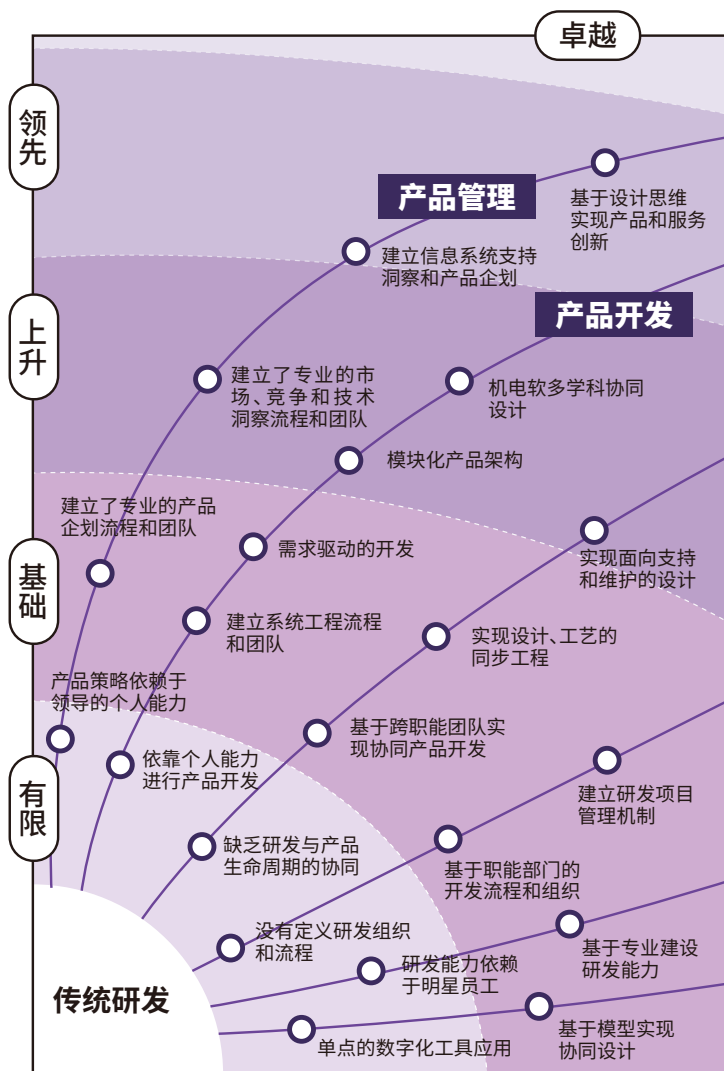 卓越
领先
产品管理
基于设计思维
实现产品和服务
创新
建立信息系统支持
洞察和产品企划
产品开发
上升
建立了专业的市
场、竞争和技术
洞察流程和团队
机电软多学科协同
设计
模块化产品架构
建立了专业的产品
企划流程和团队
需求驱动的开发
实现面向支持
和维护的设计
基础
建立系统工程流程
和团队
实现设计、工艺的
同步工程
产品策略依赖于
领导的个人能力
基于跨职能团队实
现协同产品开发
依靠个人能力
进行产品开发
有限
建立研发项目
管理机制
缺乏研发与产品
生命周期的协同
基于职能部门的
开发流程和组织
没有定义研发组织
和流程
基于专业建设
研发能力
研发能力依赖
于明星员工
传统研发
基于模型实现
协同设计
单点的数字化工具应用